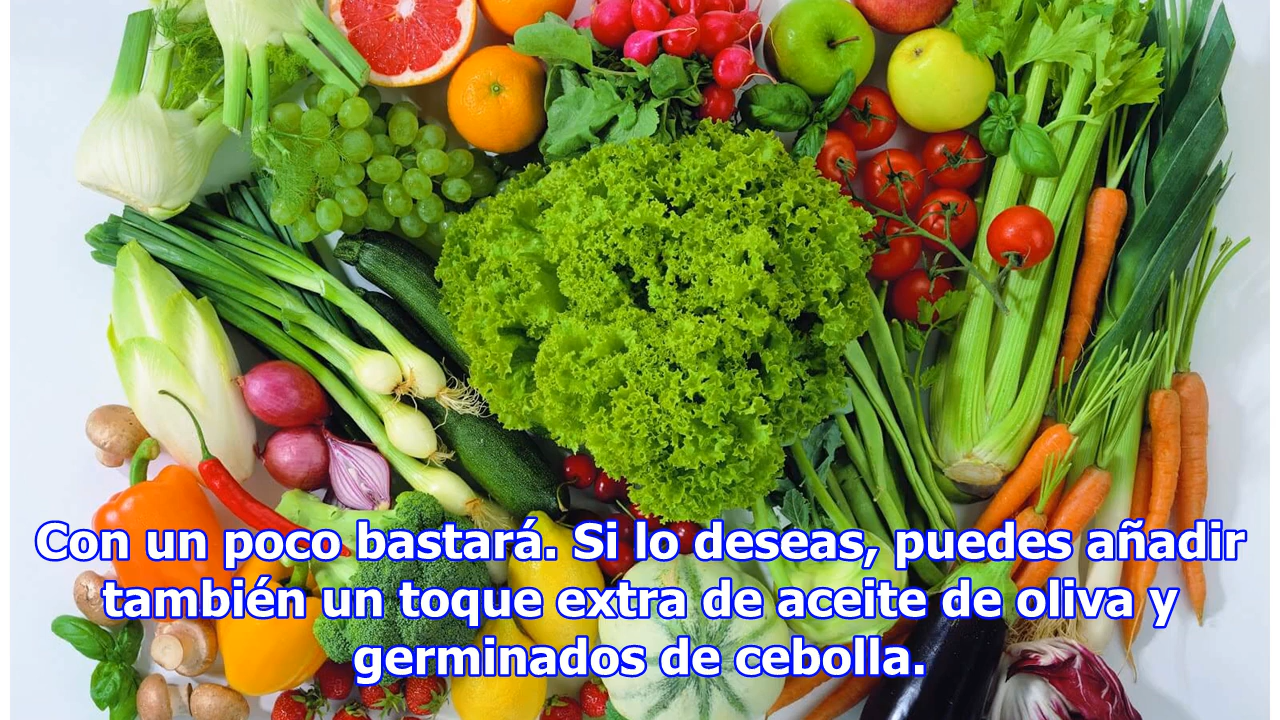 Con un poco bastará. Si lo deseas, puedes añadir
también un toque extra de aceite de oliva y
germinados de cebolla.